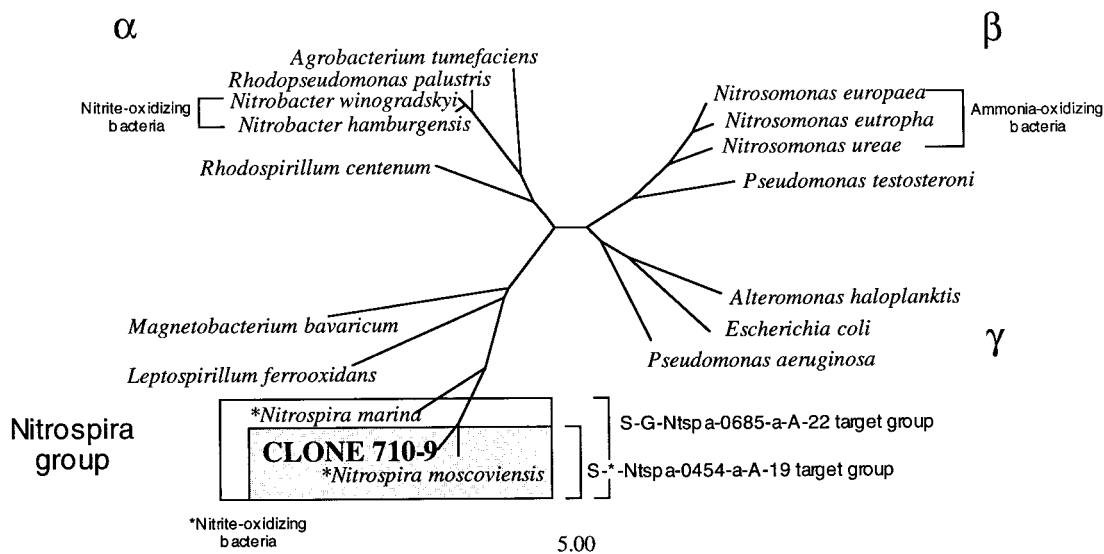 α
β
Agrobacterium tumefaciens
Rhodopseudomonas palustris
Nitrite-oxidizing
bacteria
Nitrobacter winogradskyi
Nitrobacter hamburgensis
Rhodospirillum centenum
Nitrosomonas europaea
Nitrosomonas eutropha
Nitrosomonas ureae
Ammonia-oxidizing
bacteria
Pseudomonas testosteroni
Magnetobacterium bavaricum
Leptospirillum ferrooxidans
Alteromonas haloplanktis
Escherichia coli
Pseudomonas aeruginosa
γ
Nitrospira
group
*Nitrospira marina
CLONE 710-9
*Nitrospira moscoviensis
S-G-Ntspa-0685-a-A-22 target group
S-*-Ntspa-0454-a-A-19 target group
*Nitrite-oxidizing
bacteria
5.00